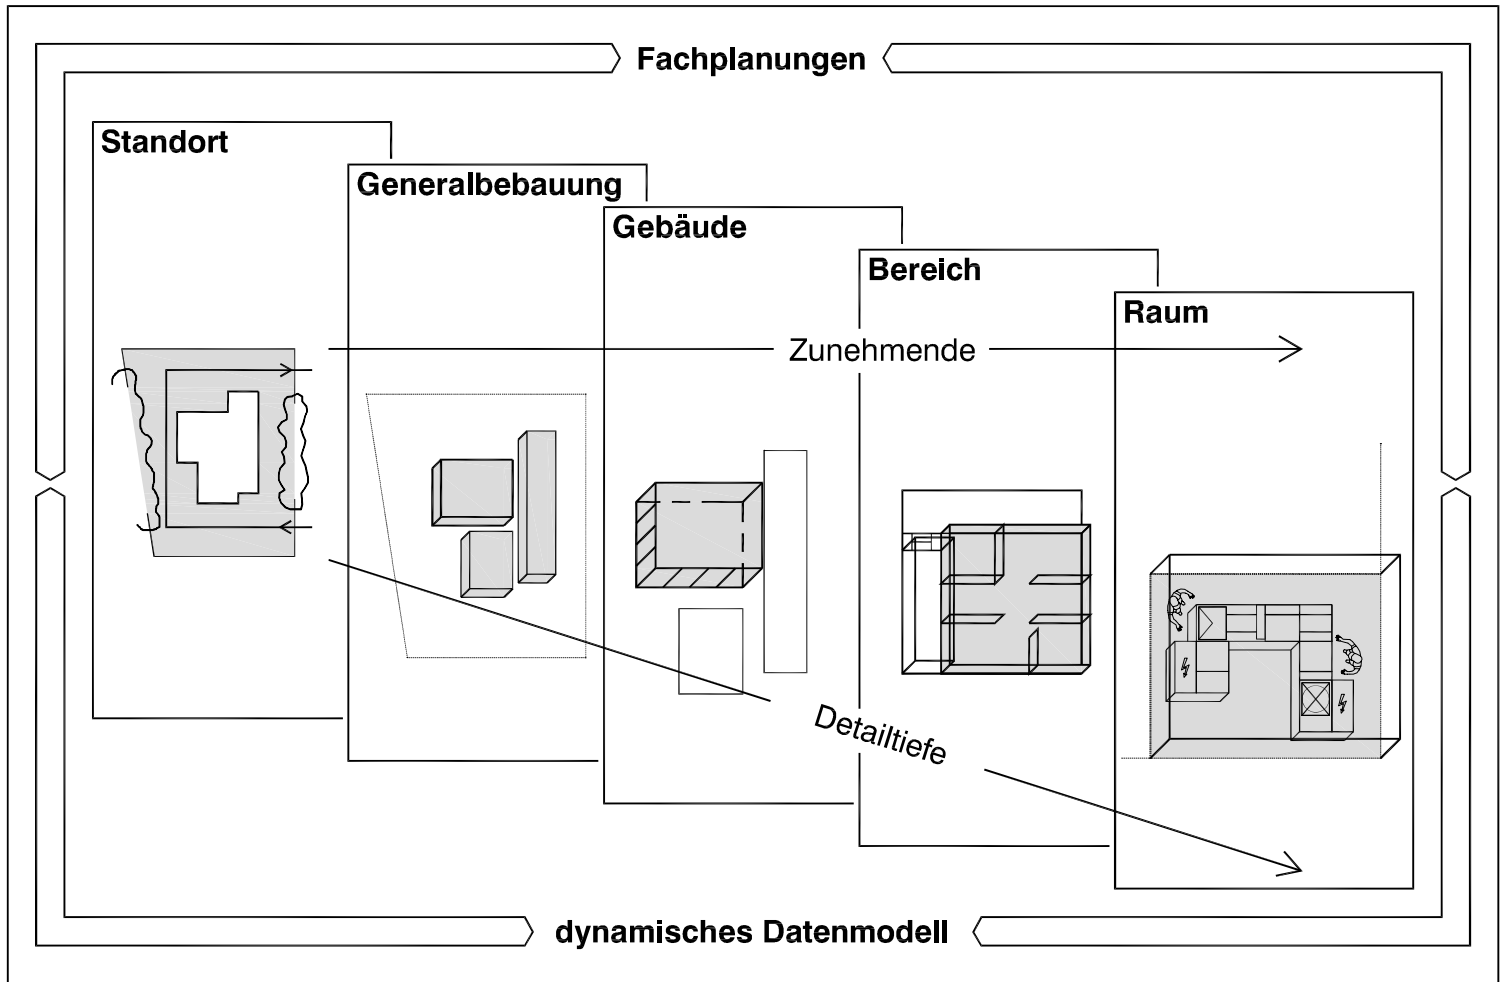 Fachplanungen
Standort
Generalbebauung
Gebäude
Bereich
Raum
Zunehmende
Detailtiefe
dynamisches Datenmodell